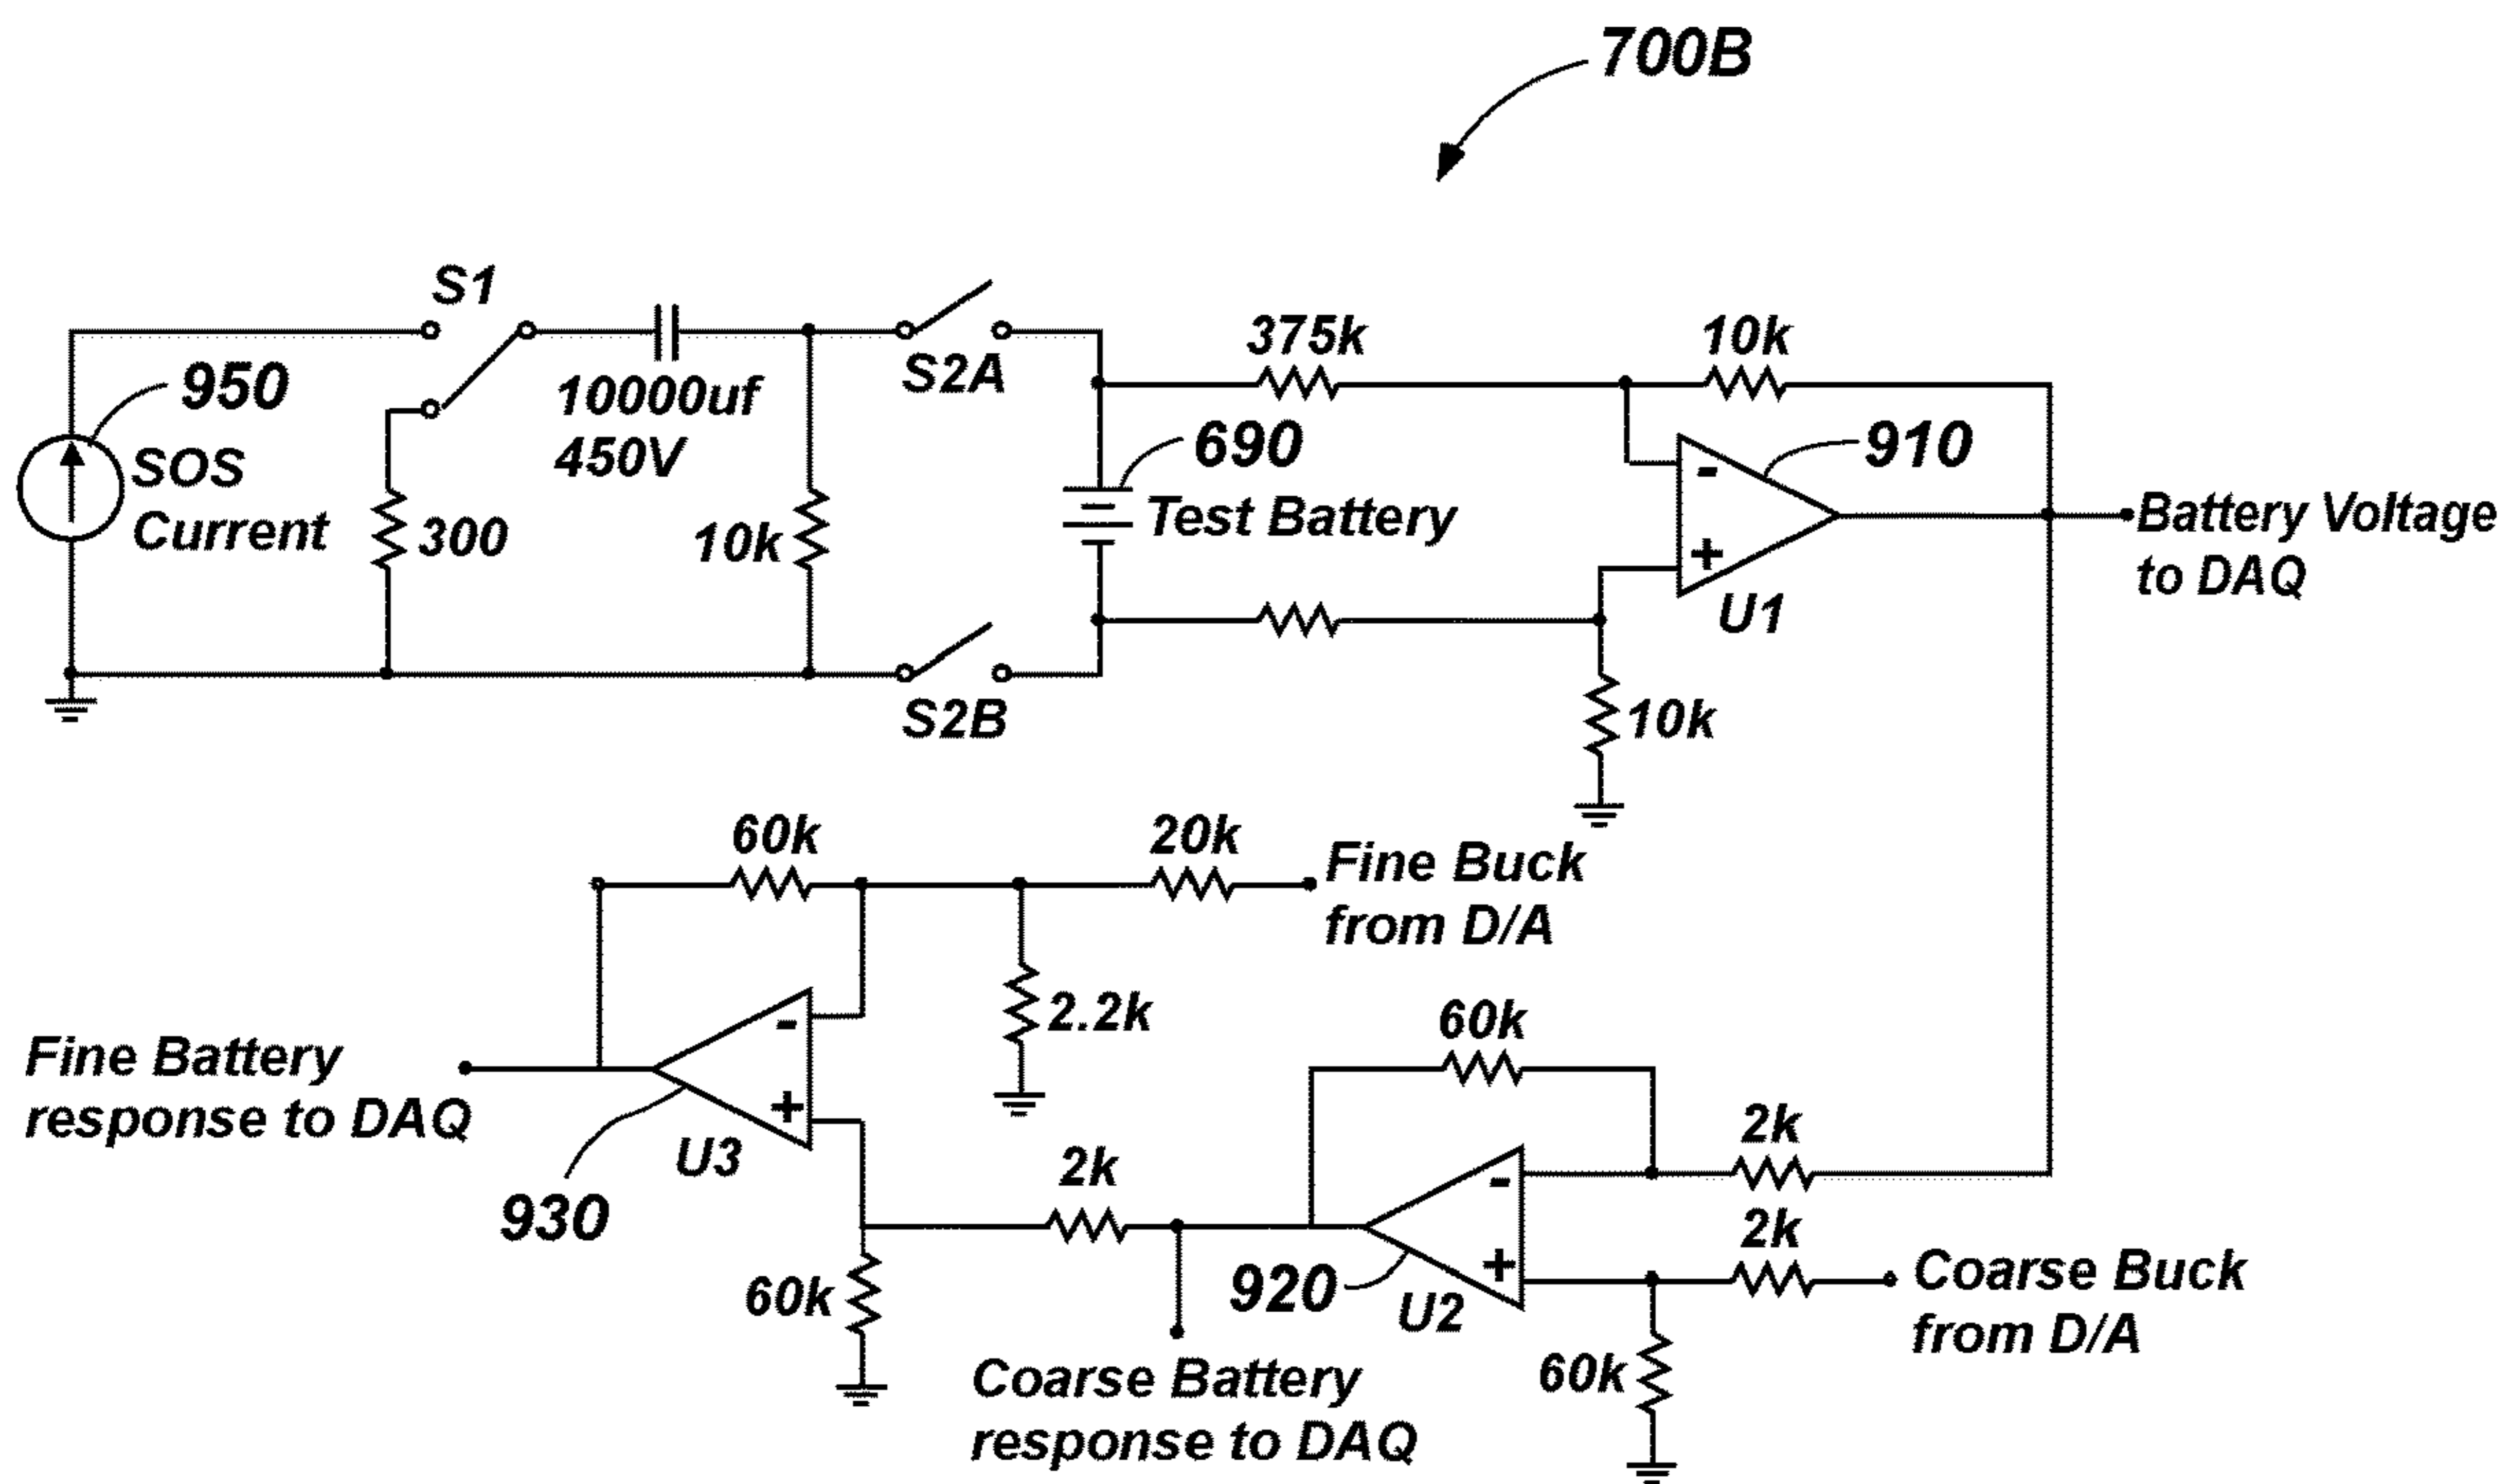 700B
S1
950
SOS
Current
300
10000uf
450V
10k
S2A
S2B
690
Test Battery
375k
10k
910
-
+
U1
10k
Battery Voltage
to DAQ
60k
20k
Fine Buck
from D/A
2.2k
-
+
U3
930
Fine Battery
response to DAQ
60k
2k
60k
-
+
U2
920
2k
2k
Coarse Buck
from D/A
60k
Coarse Battery
response to DAQ